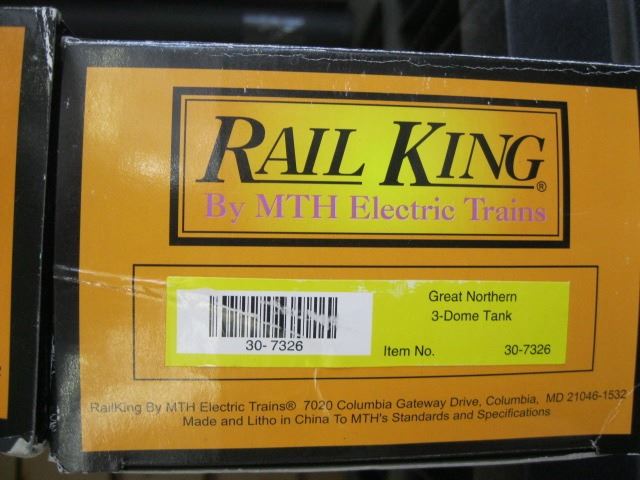 RAIL KING®
By MTH Electric Trains
30-7326
Great Northern
3-Dome Tank
Item No. 30-7326
RailKing By MTH Electric Trains® 7020 Columbia Gateway Drive, Columbia, MD 21046-1532
Made and Litho in China To MTH's Standards and Specifications